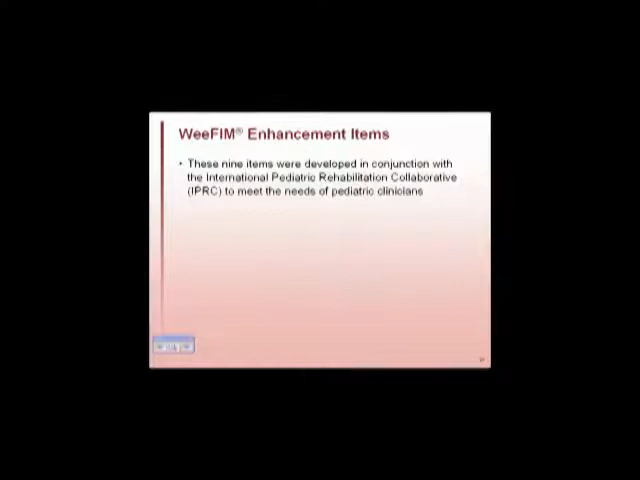 WeeFIM® Enhancement Items
• These nine items were developed in conjunction with
the International Pediatric Rehabilitation Collaborative
(IPRC) to meet the needs of pediatric clinicians